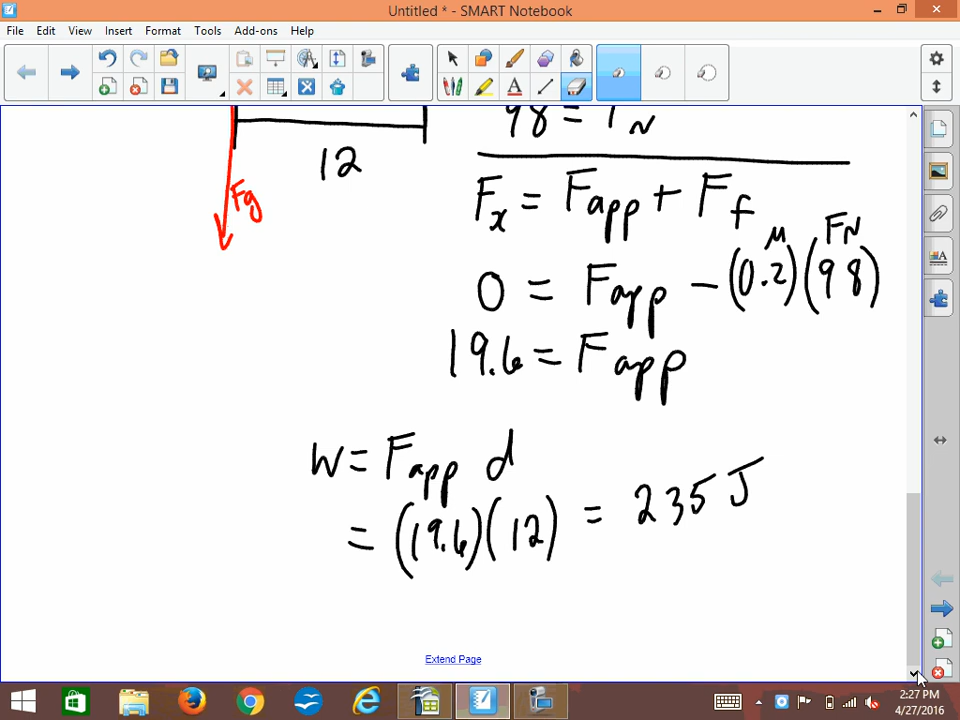 Untitled * - SMART Notebook
File Edit View Insert Format Tools Add-ons Help
98 = FN
12
Fg
Fx = Fapp + Ff
μ FN
0 = Fapp - (0.2)(98)
19.6 = Fapp
W = Fapp d
= (19.6)(12) = 235 J
Extend Page
2:27 PM
4/27/2016